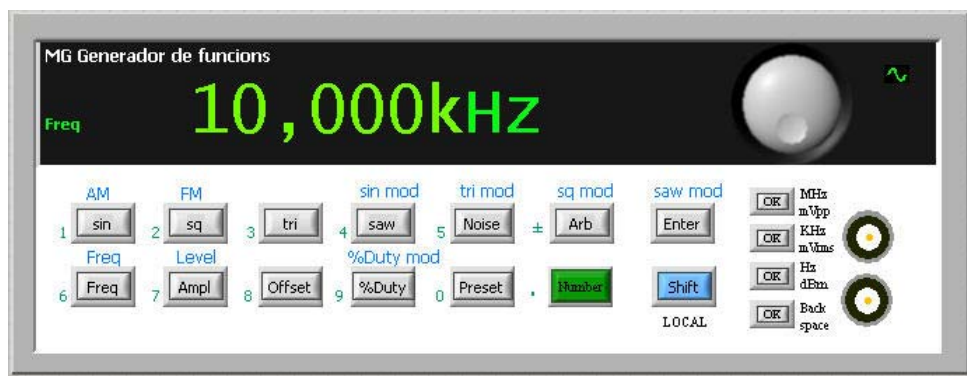 MG Generador de funcions
10,000kHz
Freq
AM FM sin mod tri mod sq mod saw mod
1 sin 2 sq 3 tri 4 saw 5 Noise ± Arb Enter
Freq Level %Duty mod
6 Freq 7 Ampl 8 Offset 9 %Duty 0 Preset . Number Shift
LOCAL
OK MHz
mVpp
OK KHz
mVrms
OK Hz
dBm
OK Back
space